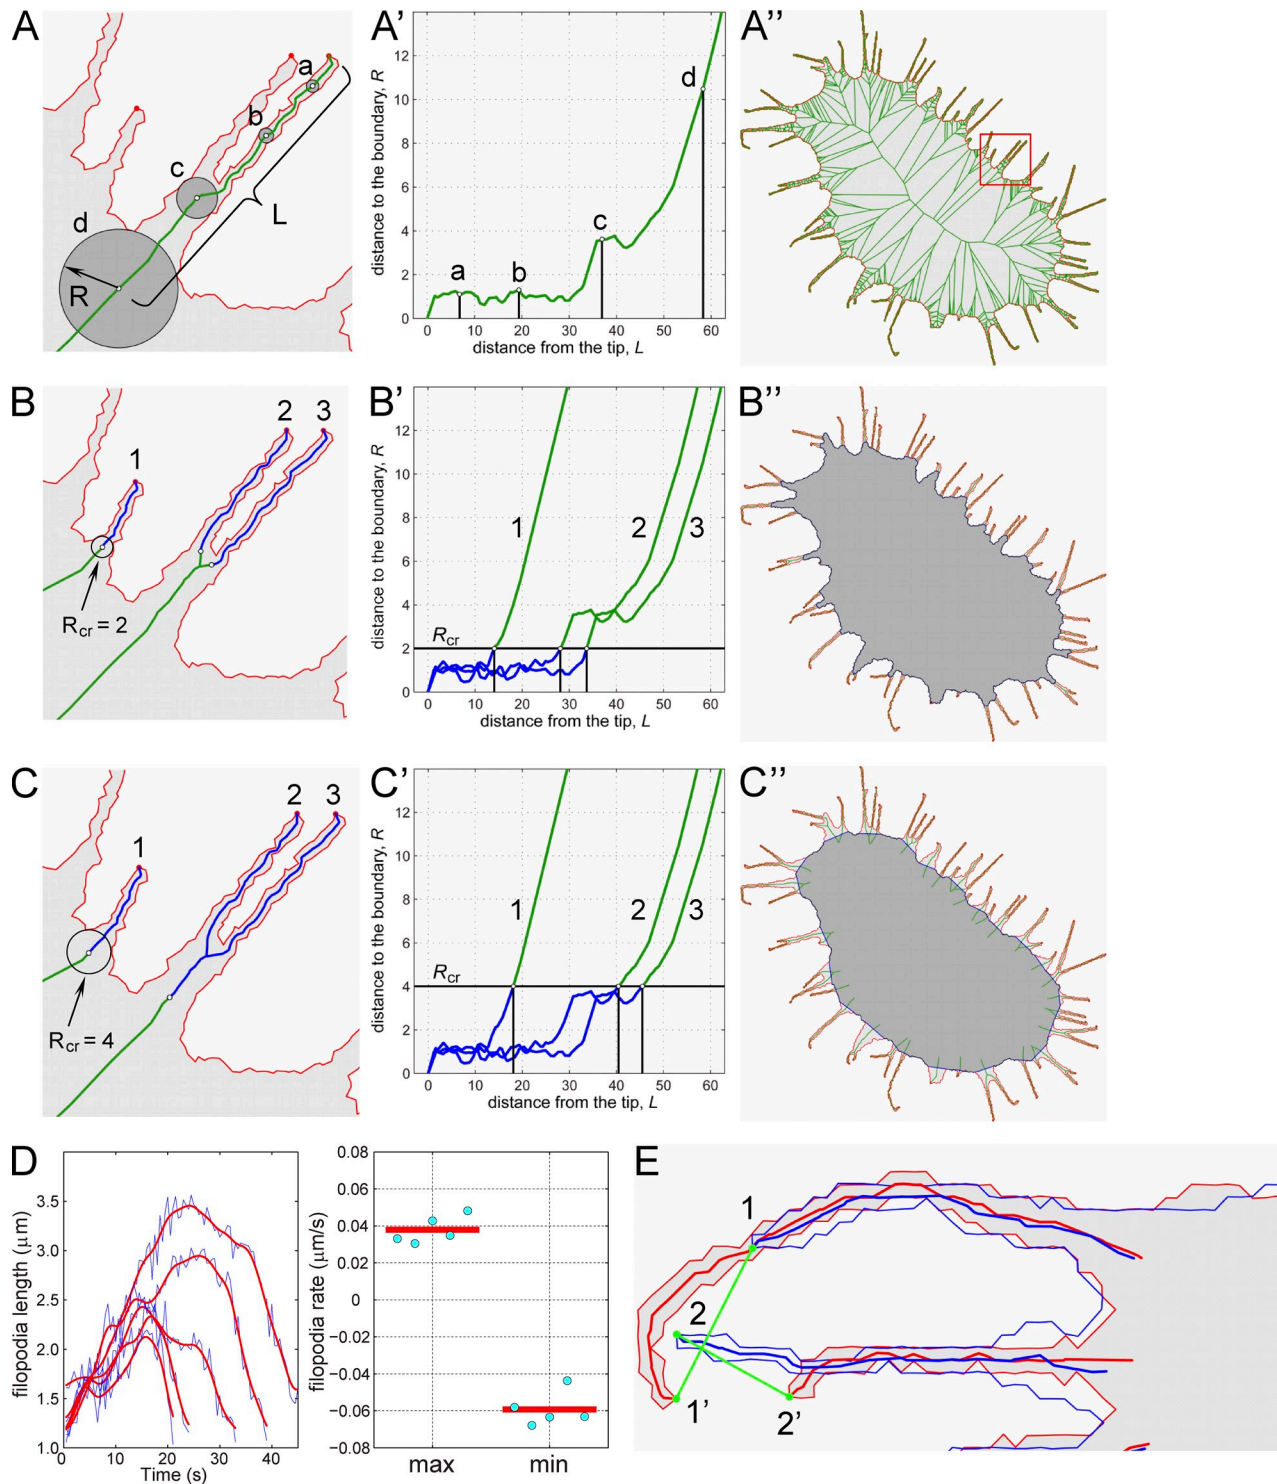 A
a
b
c
d
R
L
A’
distance to the boundary, R
12
10
8
6
4
2
0
a
b
c
d
0 10 20 30 40 50 60
distance from the tip, L
A’’
B
1
2
3
Rcr = 2
B’
distance to the boundary, R
12
10
8
6
4
2
0
1
2
3
Rcr
0 10 20 30 40 50 60
distance from the tip, L
B’’
C
1
2
3
Rcr = 4
C’
distance to the boundary, R
12
10
8
6
4
2
0
1
2
3
Rcr
0 10 20 30 40 50 60
distance from the tip, L
C’’
D
filopodia length (μm)
3.5
3.0
2.5
2.0
1.5
1.0
0 10 20 30 40
Time (s)
filopodia rate (μm/s)
0.08
0.06
0.04
0.02
0
−0.02
−0.04
−0.06
−0.08
max min
E
1
2
1’
2’